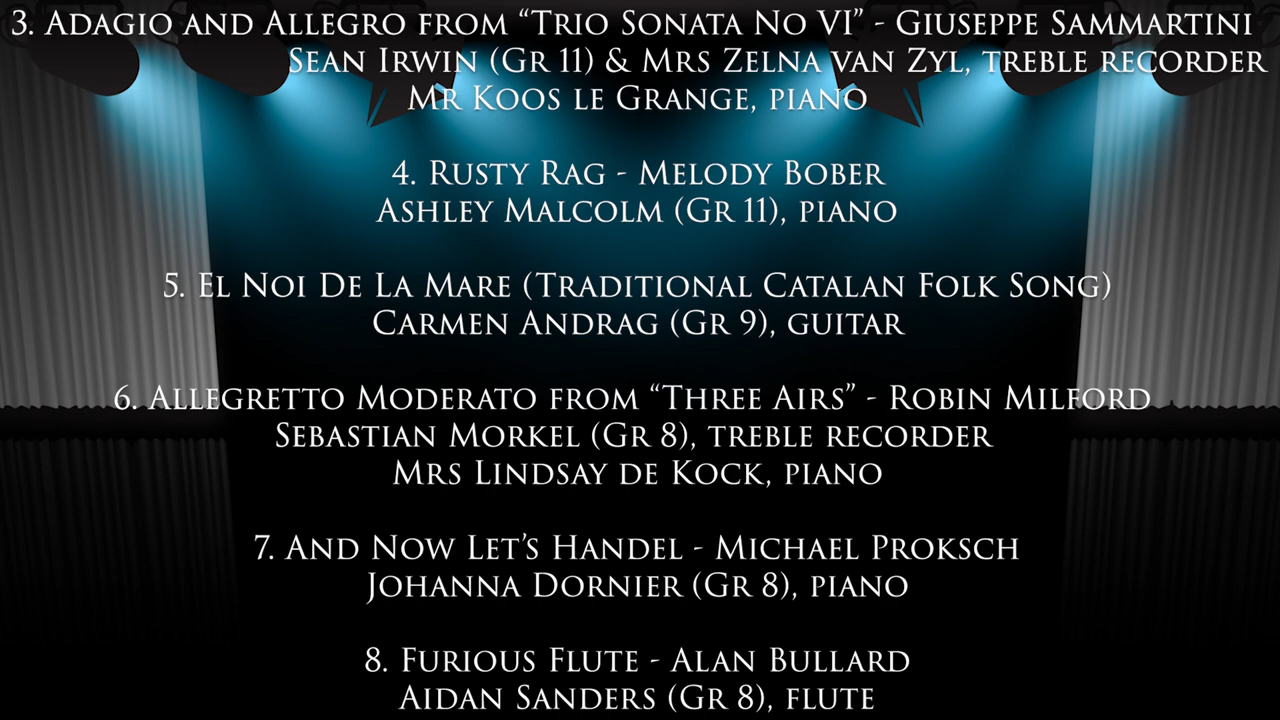 3. Adagio and Allegro from “Trio Sonata No VI” - Giuseppe Sammartini
Sean Irwin (Gr 11) & Mrs Zelna van Zyl, treble recorder
Mr Koos le Grange, piano
4. Rusty Rag - Melody Bober
Ashley Malcolm (Gr 11), piano
5. El Noi De La Mare (Traditional Catalan Folk Song)
Carmen Andrag (Gr 9), guitar
6. Allegretto Moderato from “Three Airs” - Robin Milford
Sebastian Morkel (Gr 8), treble recorder
Mrs Lindsay de Kock, piano
7. And Now Let’s Handel - Michael Proksch
Johanna Dornier (Gr 8), piano
8. Furious Flute - Alan Bullard
Aidan Sanders (Gr 8), flute